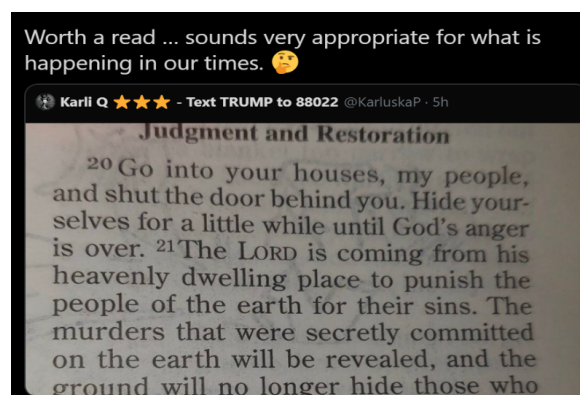 Worth a read ... sounds very appropriate for what is
happening in our times. 🤔
Karli Q ⭐⭐⭐ - Text TRUMP to 88022 @KarluskaP · 5h
Judgment and Restoration
20 Go into your houses, my people,
and shut the door behind you. Hide your-
selves for a little while until God's anger
is over. 21 The LORD is coming from his
heavenly dwelling place to punish the
people of the earth for their sins. The
murders that were secretly committed
on the earth will be revealed, and the
ground will no longer hide those who